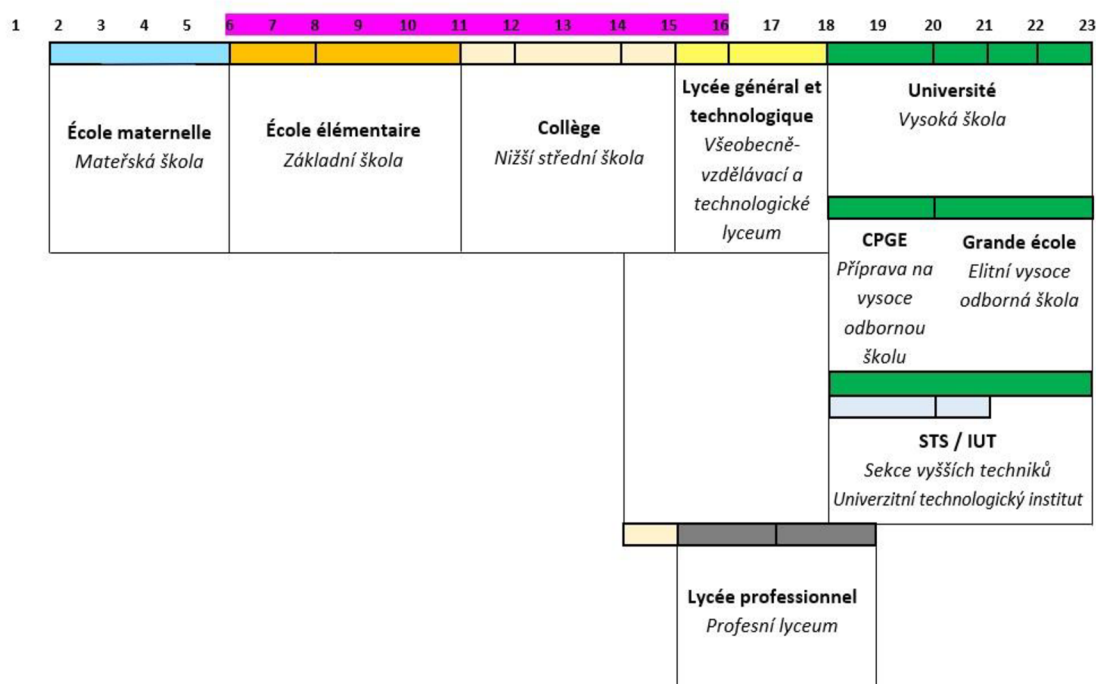 1 2 3 4 5 6 7 8 9 10 11 12 13 14 15 16 17 18 19 20 21 22 23
École maternelle
Mateřská škola
École élémentaire
Základní škola
Collège
Nižší střední škola
Lycée général et
technologique
Všeobecně-
vzdělávací a
technologické
lyceum
Université
Vysoká škola
CPGE
Příprava na
vysoce
odbornou
školu
Grande école
Elitní vysoce
odborná škola
STS / IUT
Sekce vyšších techniků
Univerzitní technologický institut
Lycée professionnel
Profesní lyceum